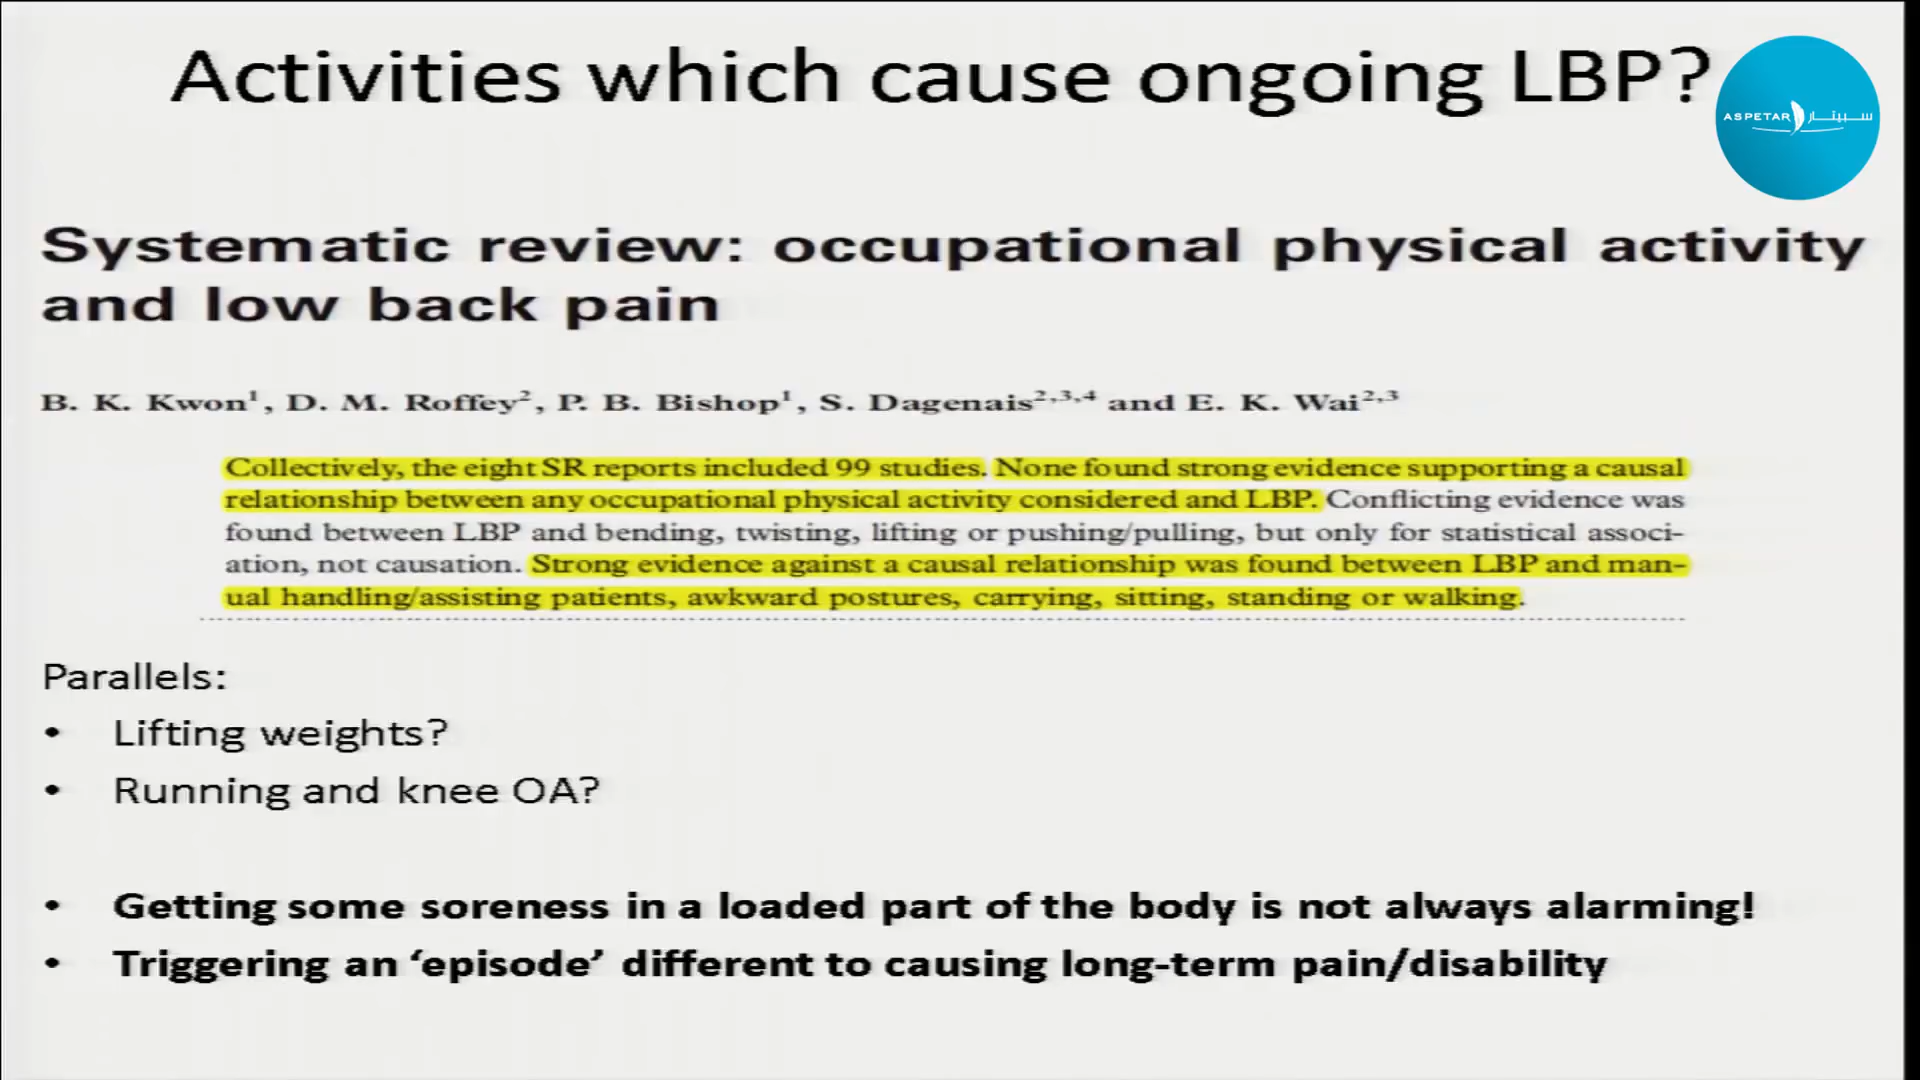 Activities which cause ongoing LBP?
ASPETAR سبيتار
Systematic review: occupational physical activity
and low back pain
B. K. Kwon¹, D. M. Roffey², P. B. Bishop¹, S. Dagenais²,³,⁴ and E. K. Wai²,³
Collectively, the eight SR reports included 99 studies. None found strong evidence supporting a causal
relationship between any occupational physical activity considered and LBP. Conflicting evidence was
found between LBP and bending, twisting, lifting or pushing/pulling, but only for statistical associ-
ation, not causation. Strong evidence against a causal relationship was found between LBP and man-
ual handling/assisting patients, awkward postures, carrying, sitting, standing or walking.
Parallels:
• Lifting weights?
• Running and knee OA?
• Getting some soreness in a loaded part of the body is not always alarming!
• Triggering an ‘episode’ different to causing long-term pain/disability